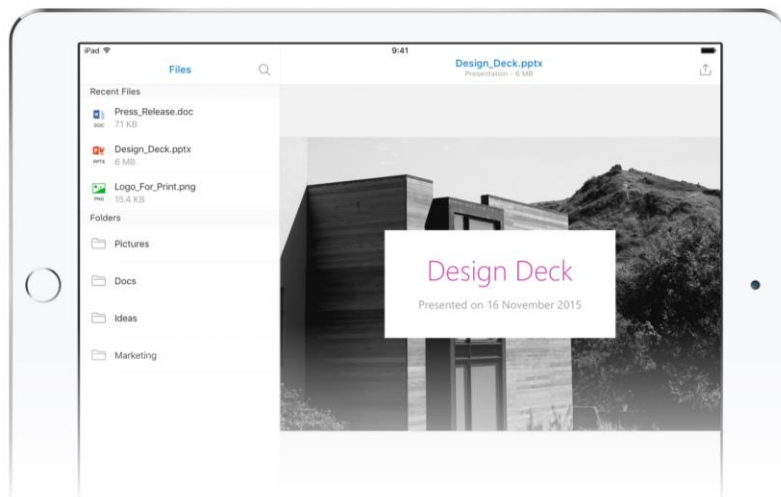 iPad
9:41
Files
Design_Deck.pptx
Presentation - 6 MB
Recent Files
Press_Release.doc
DOC 71 KB
Design_Deck.pptx
PPTX 6 MB
Logo_For_Print.png
PNG 15.4 KB
Folders
Pictures
Docs
Ideas
Marketing
Design Deck
Presented on 16 November 2015